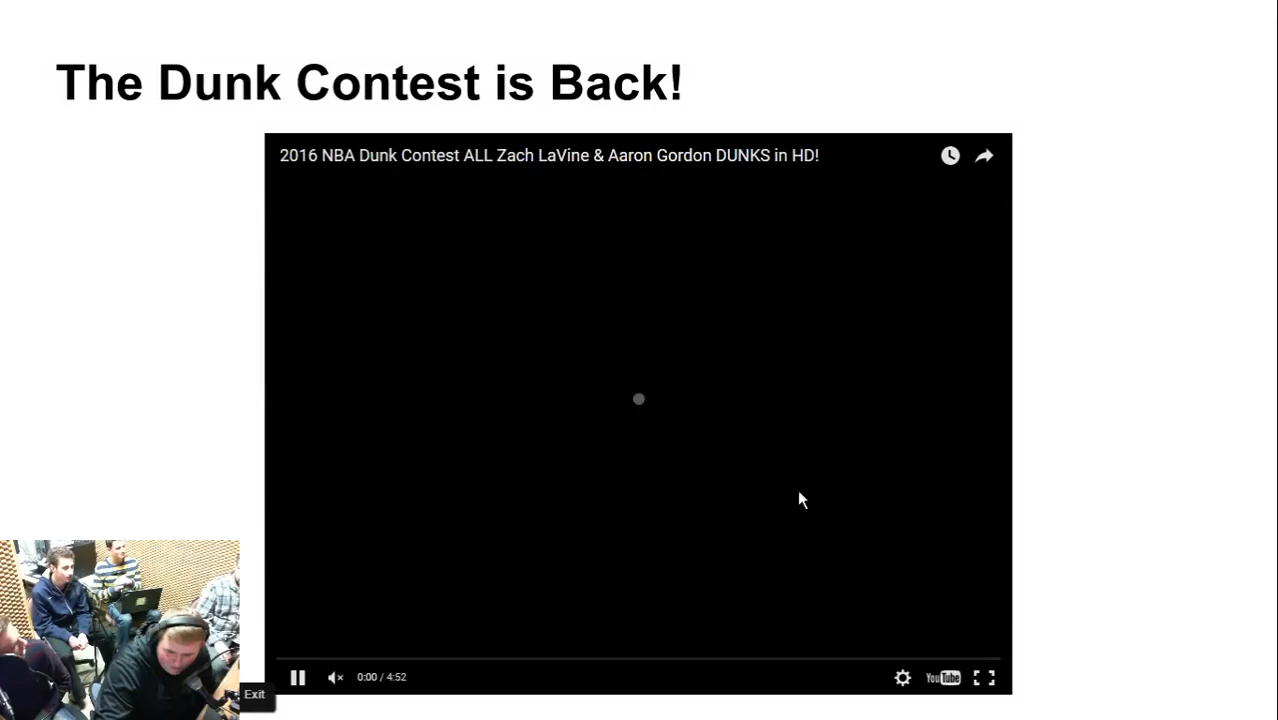 The Dunk Contest is Back!
2016 NBA Dunk Contest ALL Zach LaVine & Aaron Gordon DUNKS in HD!
0:00 / 4:52
YouTube
Exit